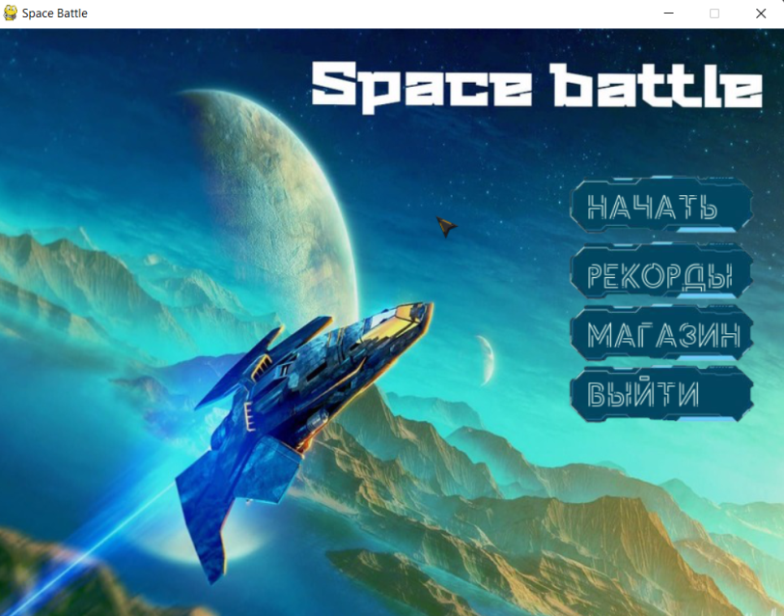 Space Battle
Space battle
НАЧАТЬ
РЕКОРДЫ
МАГАЗИН
ВЫЙТИ